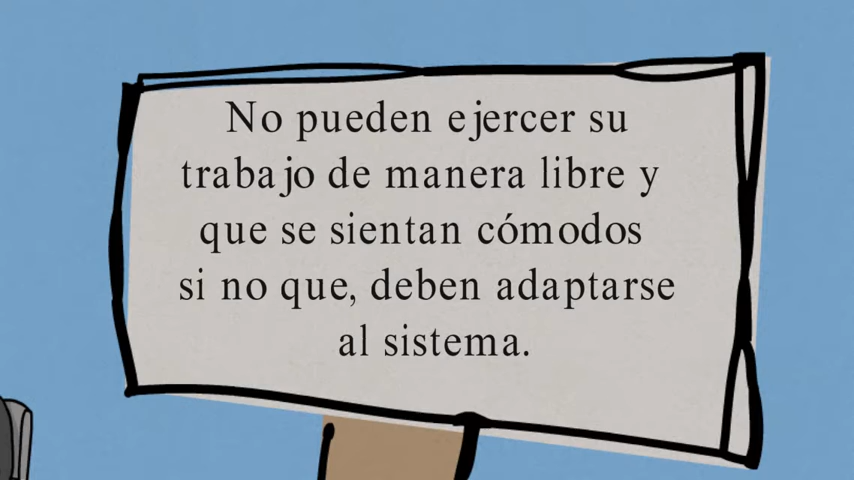 No pueden ejercer su
trabajo de manera libre y
que se sientan cómodos
si no que, deben adaptarse
al sistema.